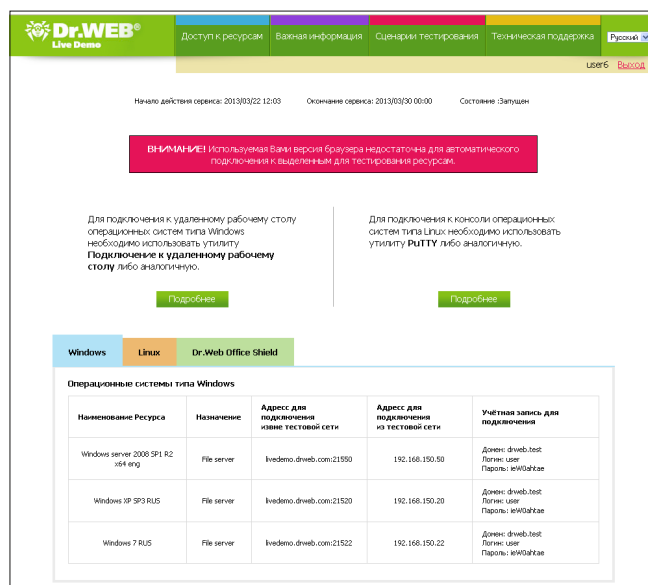 Dr.WEB®
Live Demo
Доступ к ресурсам
Важная информация
Сценарии тестирования
Техническая поддержка
Русский
user6 Выход
Начало действия сервиса: 2013/03/22 12:03 Окончание сервиса: 2013/03/30 00:00 Состояние :Запущен
ВНИМАНИЕ! Используемая Вами версия браузера недостаточна для автоматического
подключения к выделенным для тестирования ресурсам.
Для подключения к удаленному рабочему столу
операционных систем типа Windows
необходимо использовать утилиту
Подключение к удаленному рабочему
столу либо аналогичную.
Подробнее
Для подключения к консоли операционных
систем типа Linux необходимо использовать
утилиту PuTTY либо аналогичную.
Подробнее
Windows
Linux
Dr.Web Office Shield
Операционные системы типа Windows
Наименование Ресурса
Назначение
Адресс для
подключения
извне тестовой сети
Адресс для
подключения
из тестовой сети
Учётная запись для
подключения
Windows server 2008 SP1 R2
x64 eng
File server
livedemo.drweb.com:21550
192.168.150.50
Домен: drweb.test
Логин: user
Пароль: ieW0ahtae
Windows XP SP3 RUS
File server
livedemo.drweb.com:21520
192.168.150.20
Домен: drweb.test
Логин: user
Пароль: ieW0ahtae
Windows 7 RUS
File server
livedemo.drweb.com:21522
192.168.150.22
Домен: drweb.test
Логин: user
Пароль: ieW0ahtae